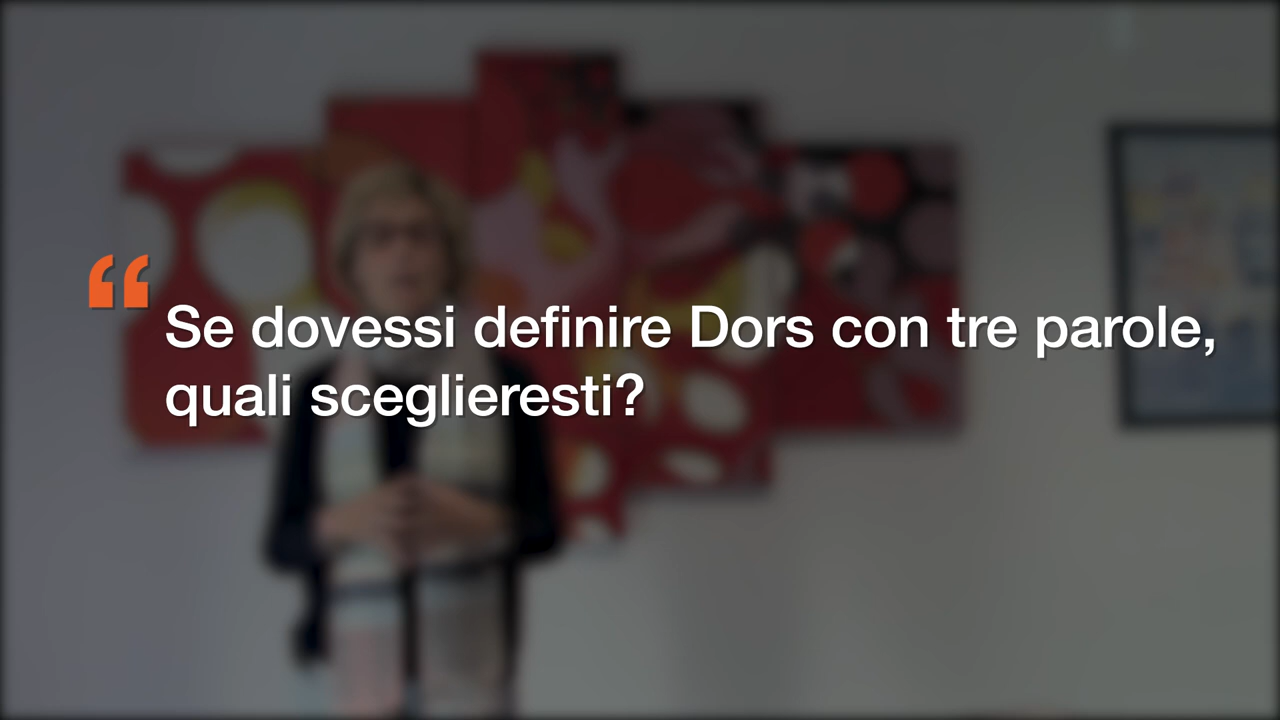 “Se dovessi definire Dors con tre parole,
quali sceglieresti?